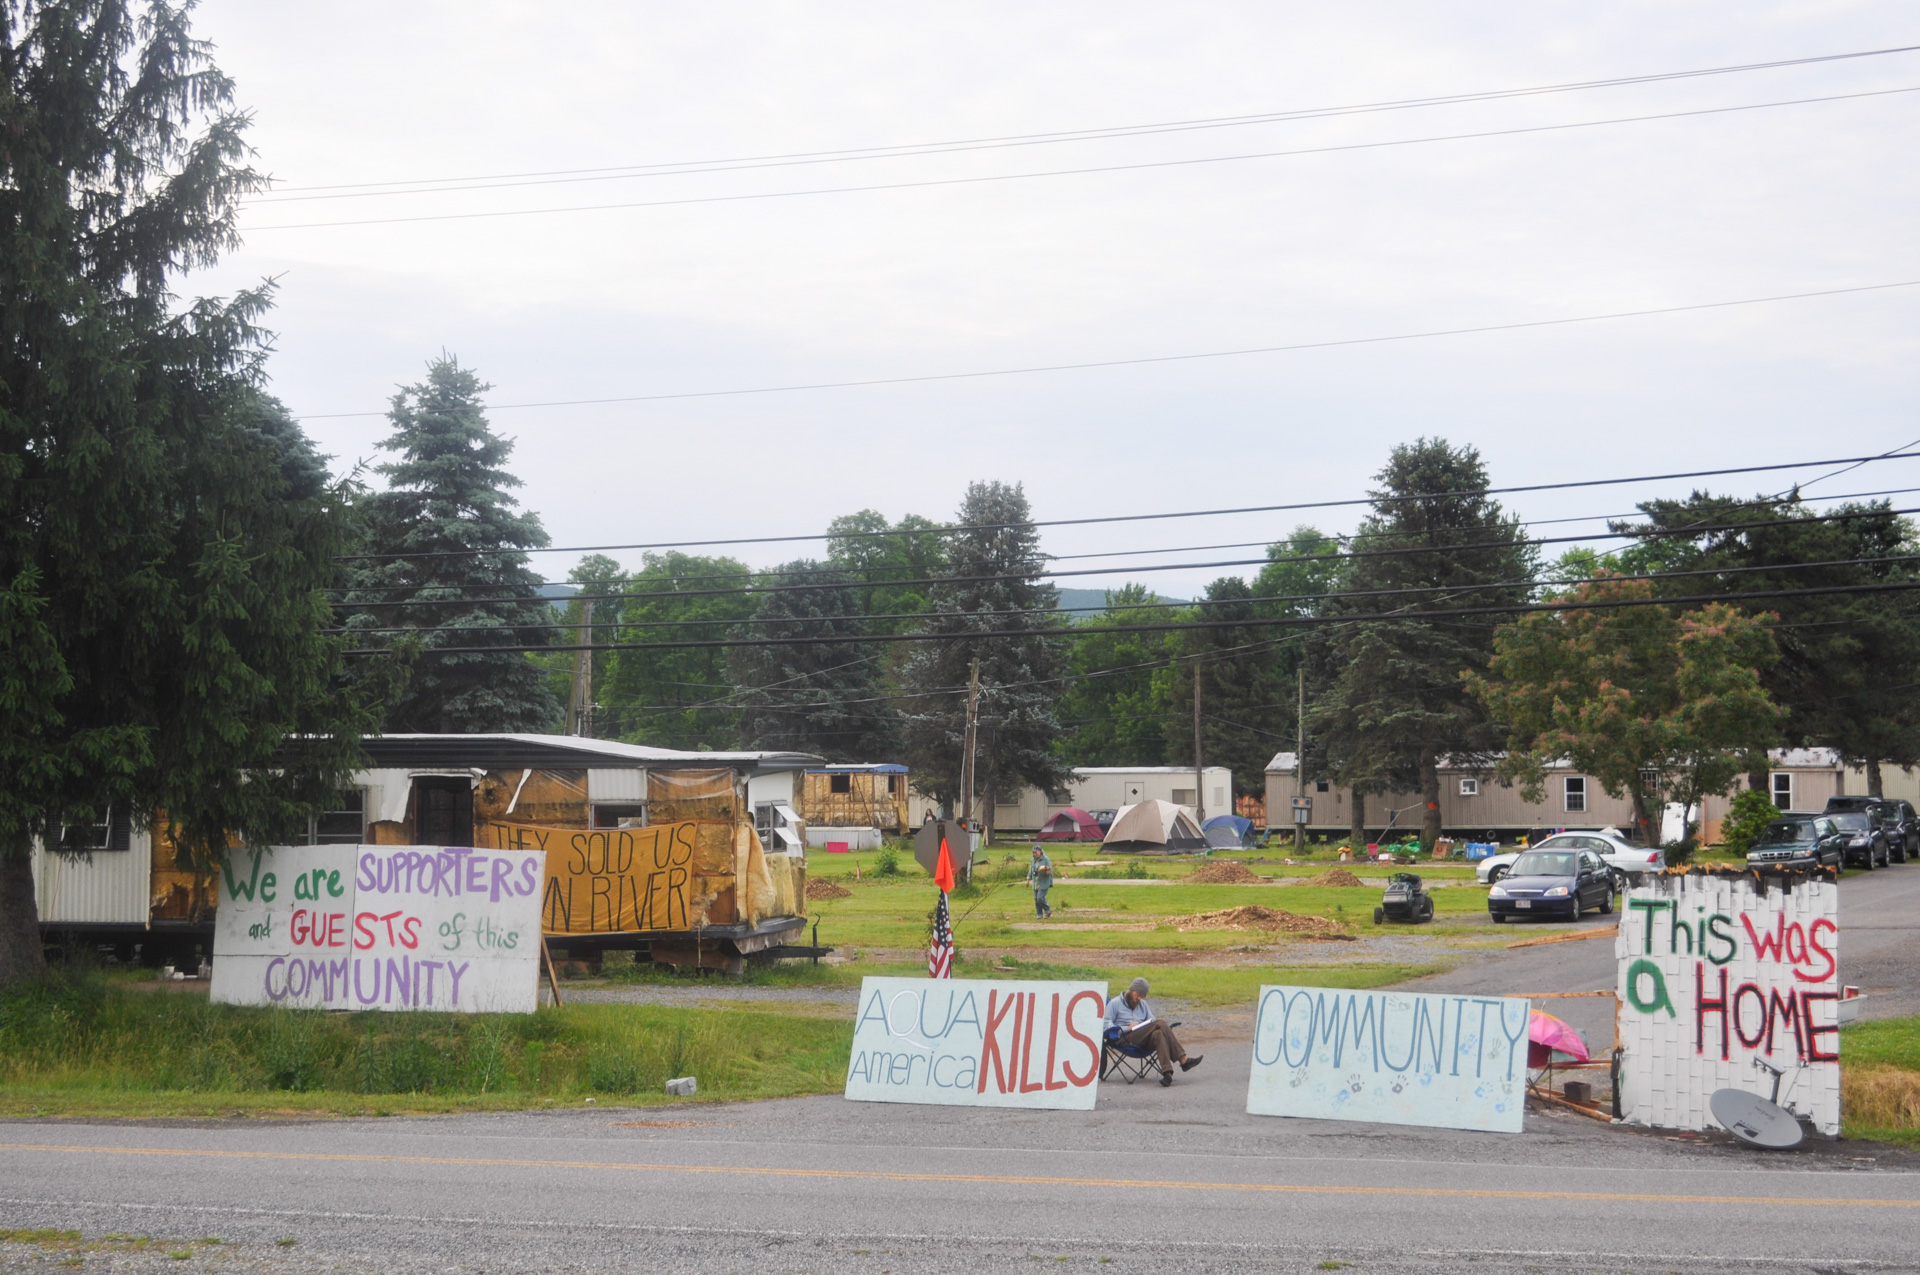 We are SUPPORTERS
and GUESTS of this
COMMUNITY
THEY SOLD US
N RIVER
AQUA
America
KILLS
COMMUNITY
This was
a HOME